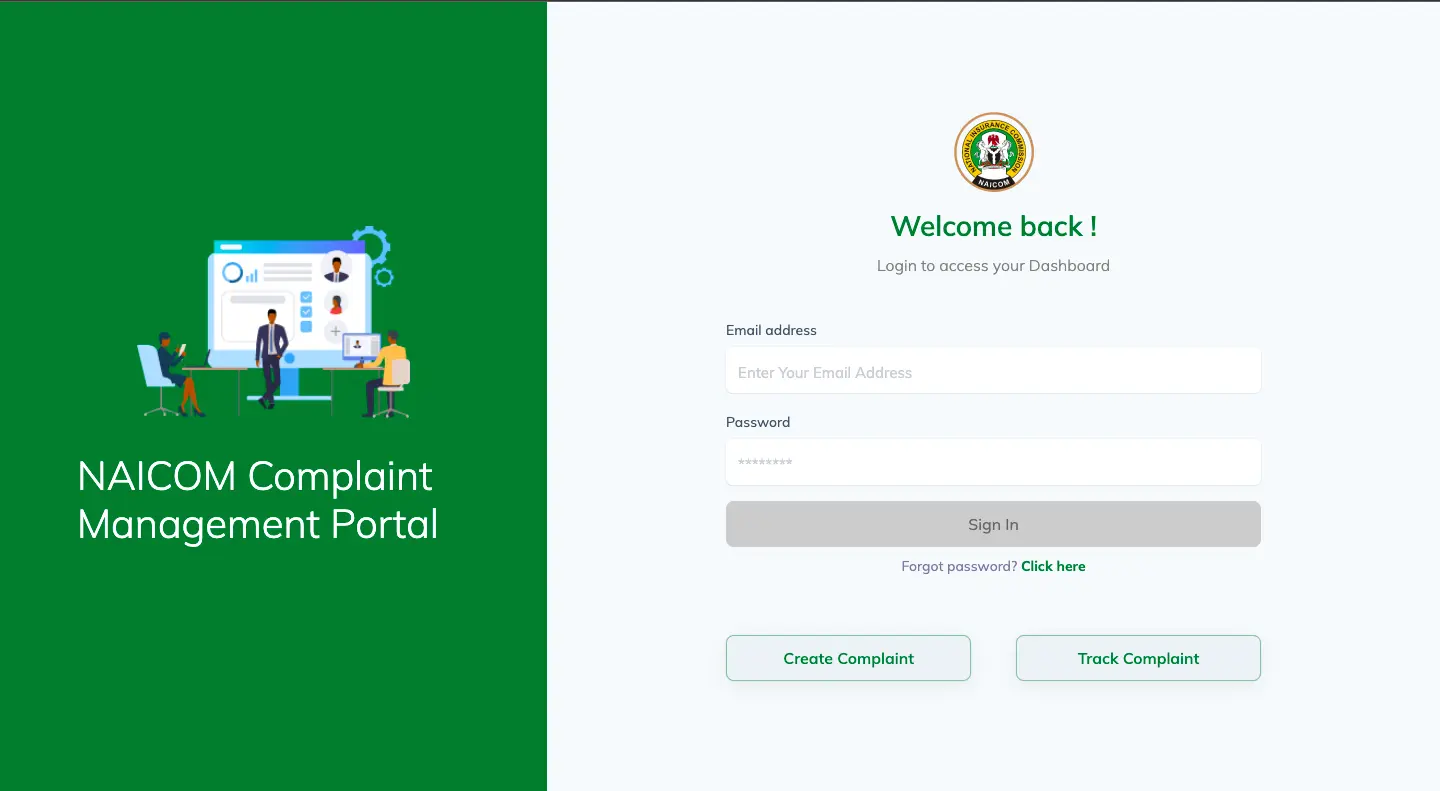 NATIONAL INSURANCE COMMISSION
NAICOM
Welcome back !
Login to access your Dashboard
NAICOM Complaint
Management Portal
Email address
Enter Your Email Address
Password
********
Sign In
Forgot password? Click here
Create Complaint
Track Complaint